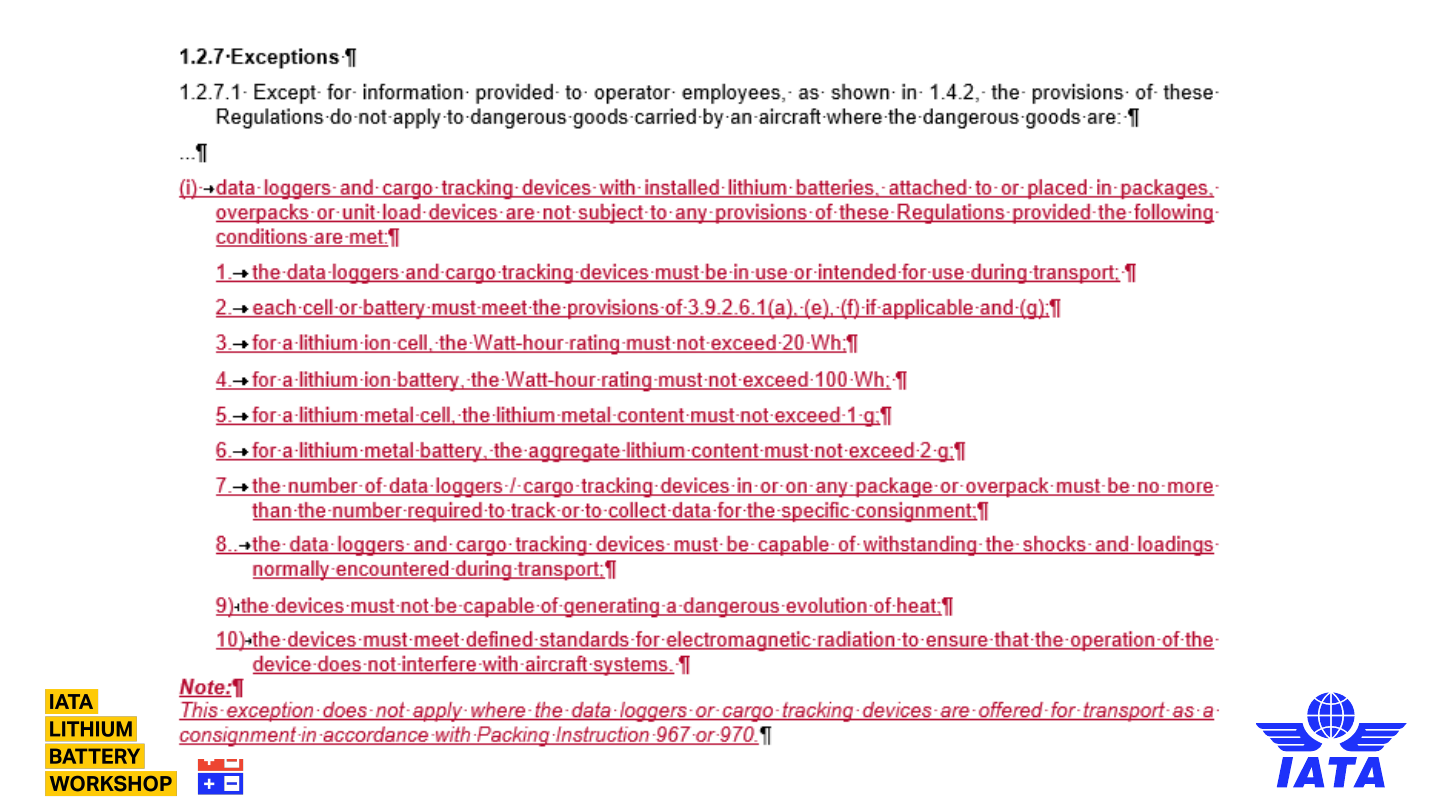 1.2.7·Exceptions·¶
1.2.7.1· Except· for· information· provided· to· operator· employees,· as· shown· in· 1.4.2,· the· provisions· of· these·
Regulations·do·not·apply·to·dangerous·goods·carried·by·an·aircraft·where·the·dangerous·goods·are:·¶
...¶
(i)·→data·loggers·and·cargo·tracking·devices·with·installed·lithium·batteries,·attached·to·or·placed·in·packages,·
overpacks·or·unit·load·devices·are·not·subject·to·any·provisions·of·these·Regulations·provided·the·following·
conditions·are·met:¶
1.→the·data·loggers·and·cargo·tracking·devices·must·be·in·use·or·intended·for·use·during·transport;·¶
2.→each·cell·or·battery·must·meet·the·provisions·of·3.9.2.6.1(a),·(e),·(f)·if·applicable·and·(g);¶
3.→for·a·lithium·ion·cell,·the·Watt-hour·rating·must·not·exceed·20·Wh;¶
4.→for·a·lithium·ion·battery,·the·Watt-hour·rating·must·not·exceed·100·Wh;·¶
5.→for·a·lithium·metal·cell,·the·lithium·metal·content·must·not·exceed·1·g;¶
6.→for·a·lithium·metal·battery,·the·aggregate·lithium·content·must·not·exceed·2·g;¶
7.→the·number·of·data·loggers·/·cargo·tracking·devices·in·or·on·any·package·or·overpack·must·be·no·more·
than·the·number·required·to·track·or·to·collect·data·for·the·specific·consignment;¶
8..→the·data·loggers·and·cargo·tracking·devices·must·be·capable·of·withstanding·the·shocks·and·loadings·
normally·encountered·during·transport;¶
9)→the·devices·must·not·be·capable·of·generating·a·dangerous·evolution·of·heat;¶
10)→the·devices·must·meet·defined·standards·for·electromagnetic·radiation·to·ensure·that·the·operation·of·the·
device·does·not·interfere·with·aircraft·systems.·¶
Note:¶
This·exception·does·not·apply·where·the·data·loggers·or·cargo·tracking·devices·are·offered·for·transport·as·a·
consignment·in·accordance·with·Packing·Instruction·967·or·970.¶
IATA
LITHIUM
BATTERY
WORKSHOP
IATA